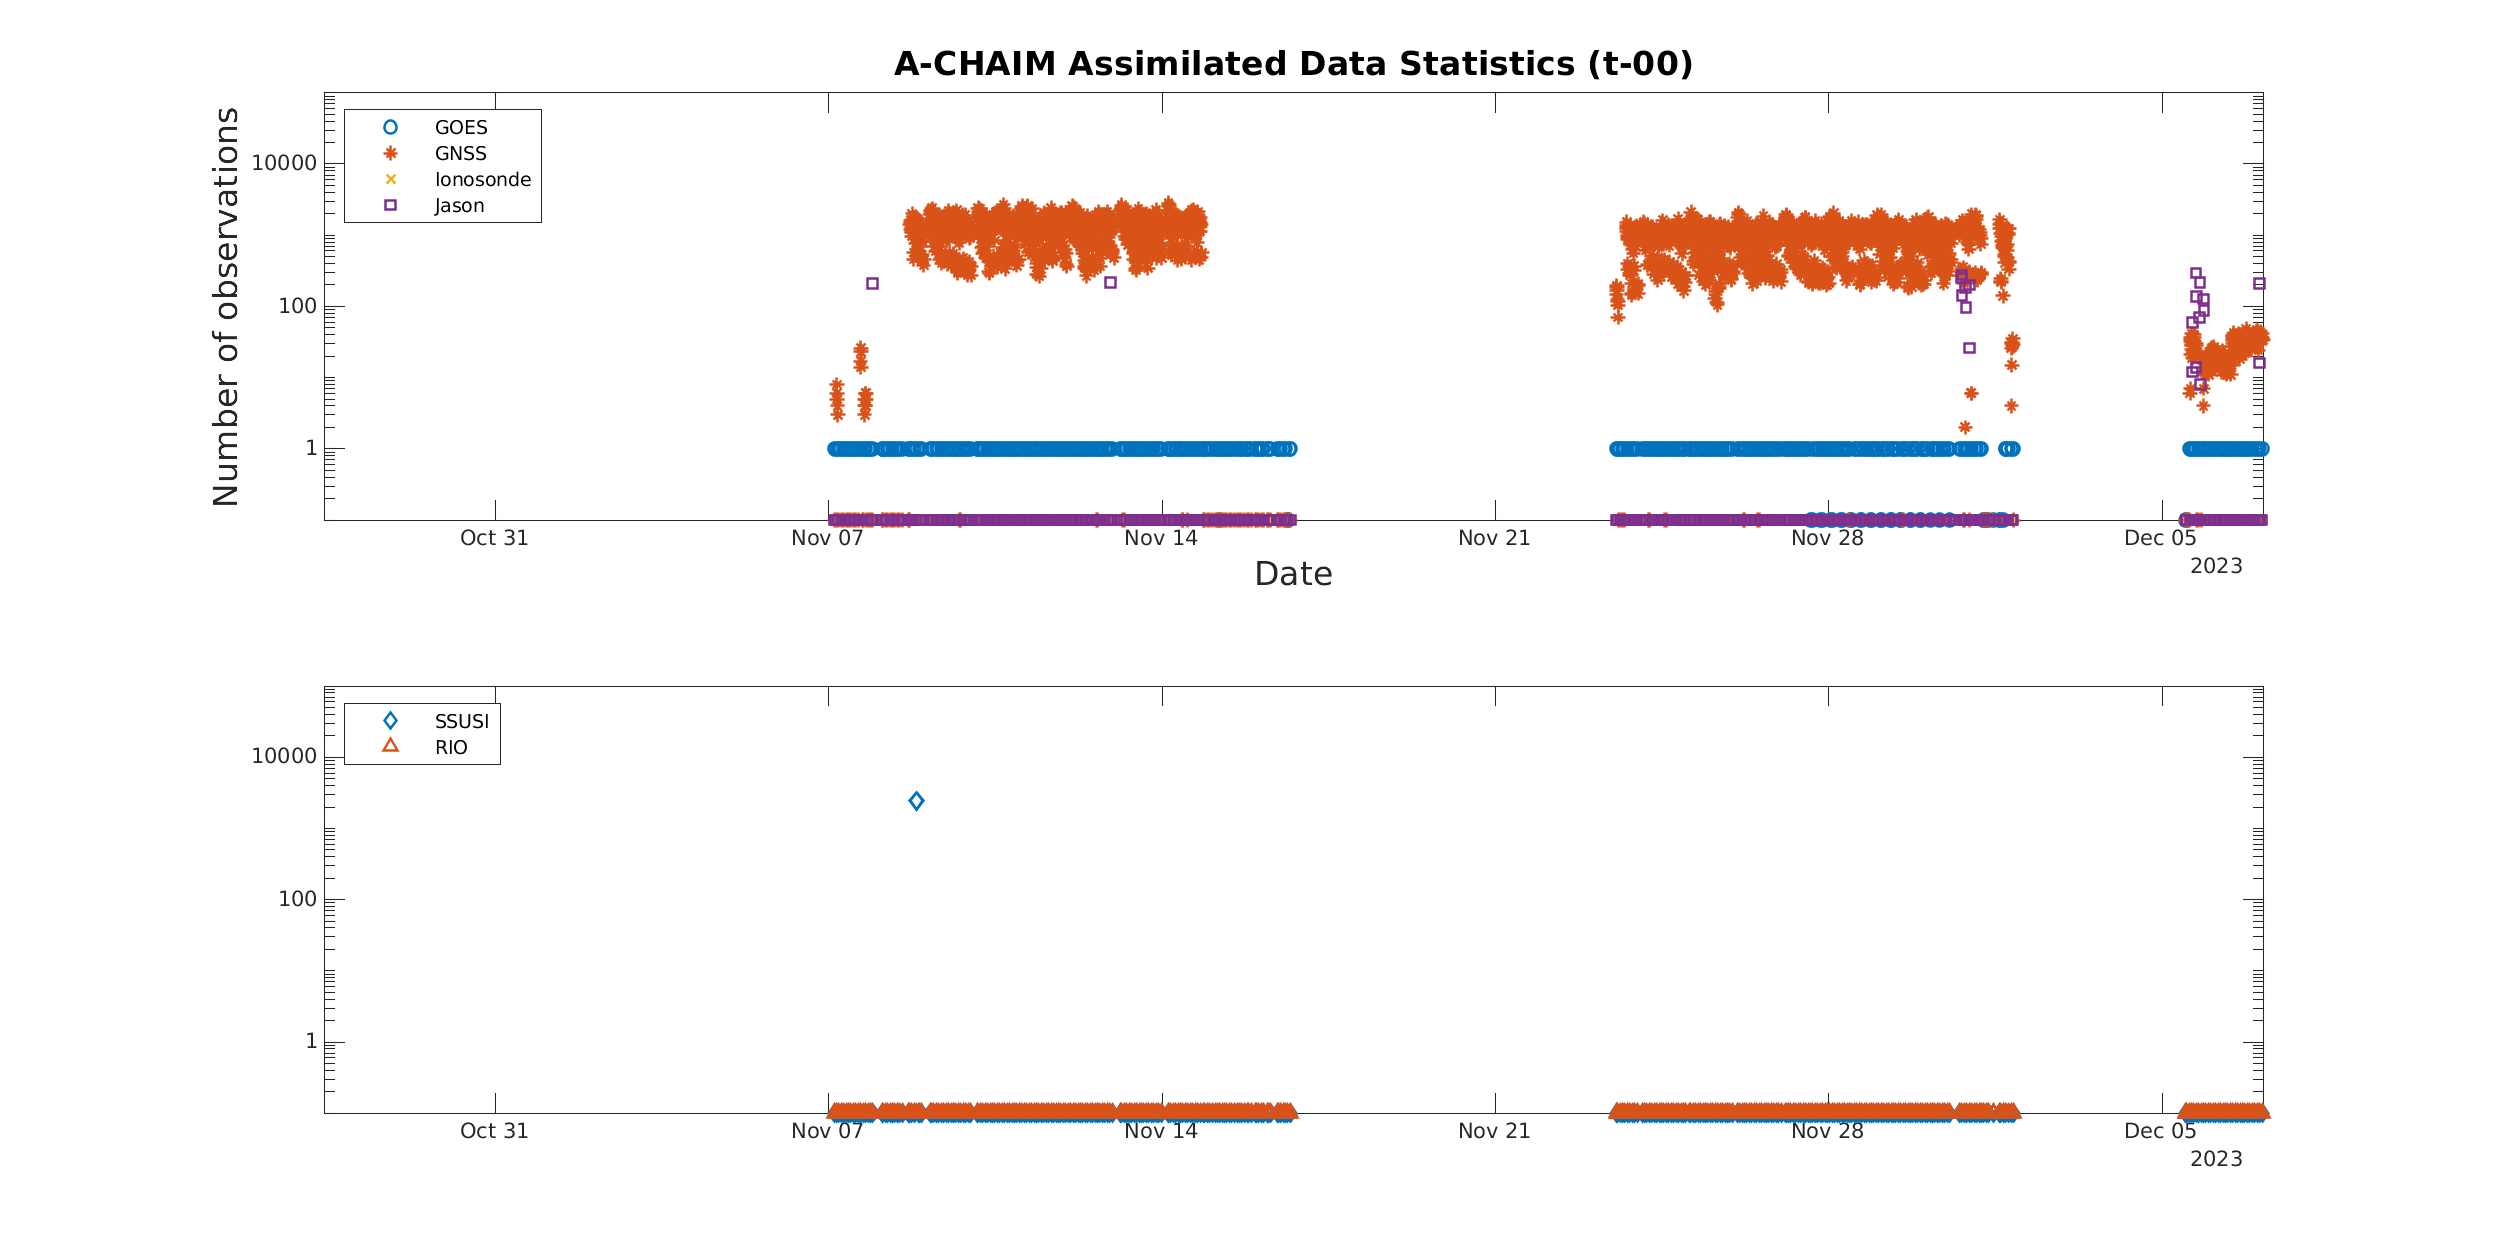 A-CHAIM Assimilated Data Statistics (t-00)
GOES
GNSS
Ionosonde
Jason
10000
100
1
Number of observations
Oct 31
Nov 07
Nov 14
Nov 21
Nov 28
Dec 05
2023
Date
SSUSI
RIO
10000
100
1
Oct 31
Nov 07
Nov 14
Nov 21
Nov 28
Dec 05
2023